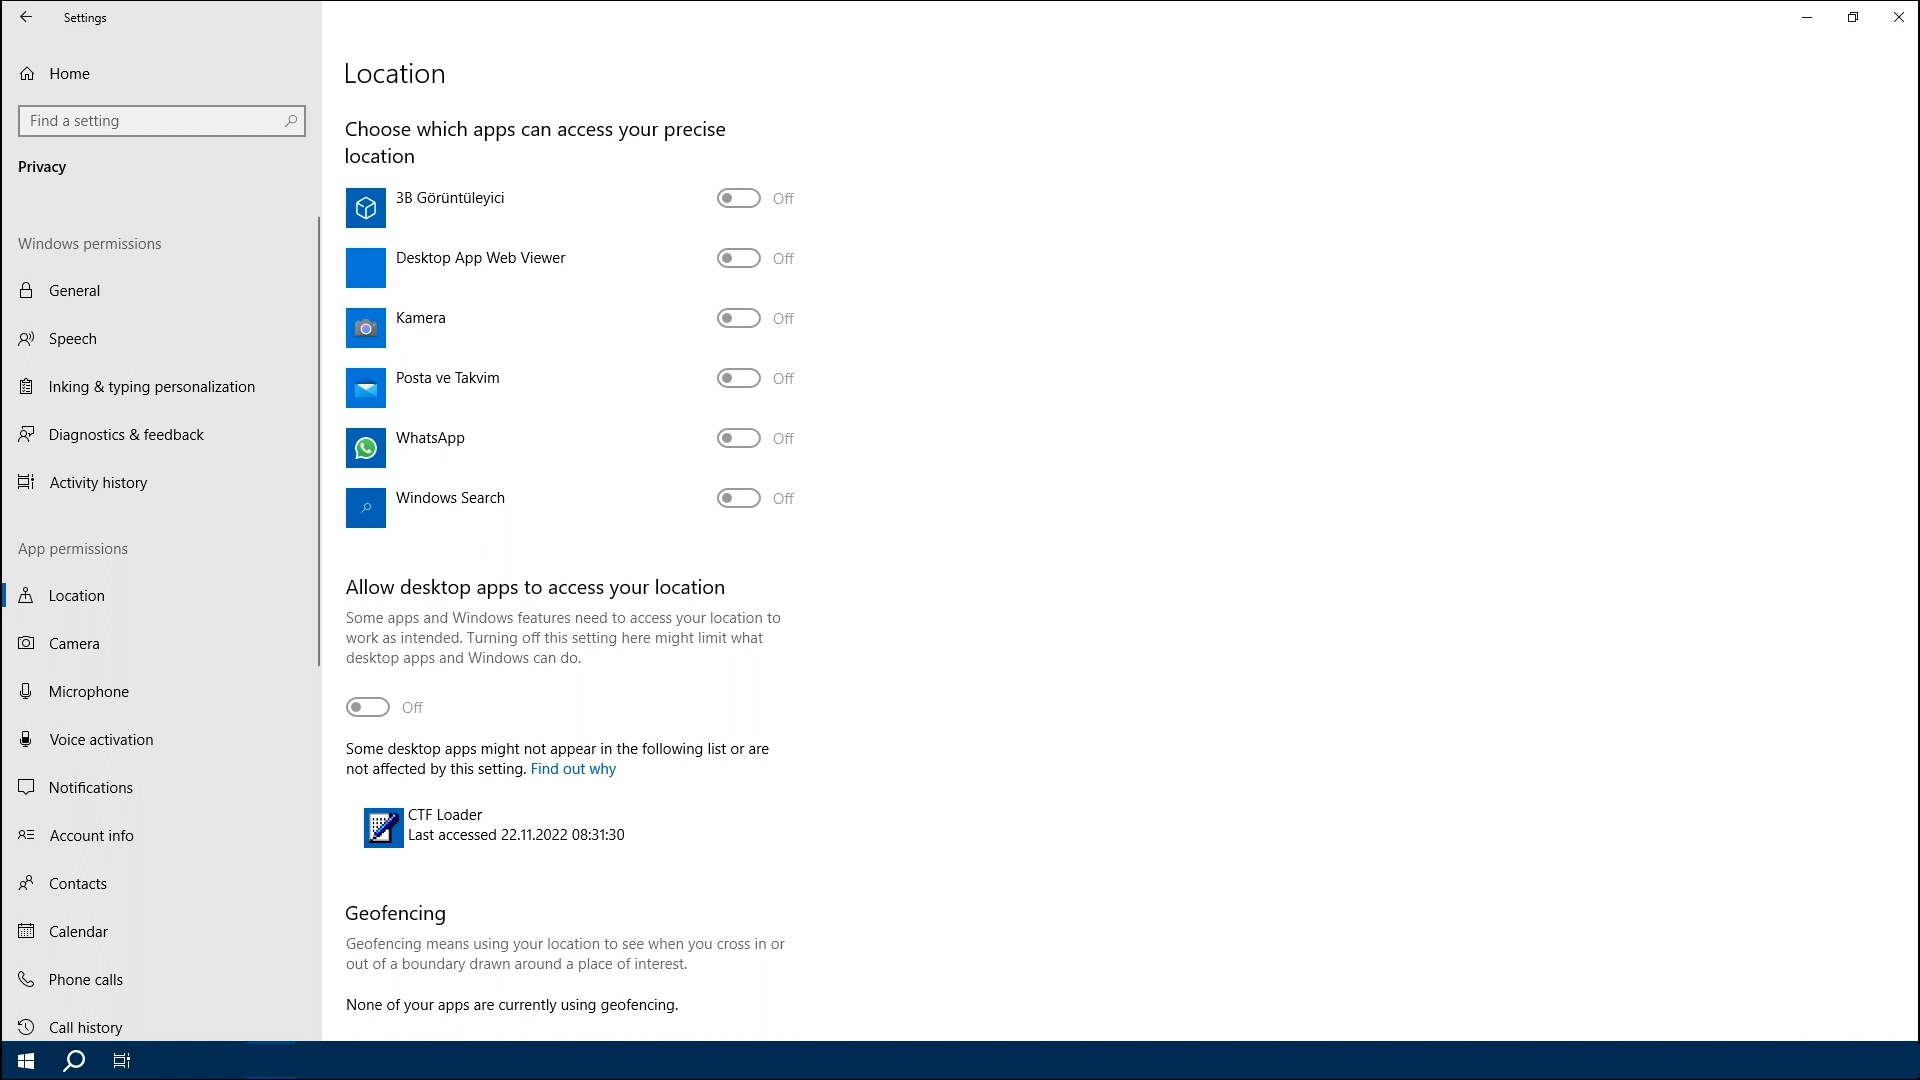 Settings
Home
Find a setting
Privacy
Windows permissions
General
Speech
Inking & typing personalization
Diagnostics & feedback
Activity history
App permissions
Location
Camera
Microphone
Voice activation
Notifications
Account info
Contacts
Calendar
Phone calls
Call history
Location
Choose which apps can access your precise
location
3B Görüntüleyici Off
Desktop App Web Viewer Off
Kamera Off
Posta ve Takvim Off
WhatsApp Off
Windows Search Off
Allow desktop apps to access your location
Some apps and Windows features need to access your location to
work as intended. Turning off this setting here might limit what
desktop apps and Windows can do.
Off
Some desktop apps might not appear in the following list or are
not affected by this setting. Find out why
CTF Loader
Last accessed 22.11.2022 08:31:30
Geofencing
Geofencing means using your location to see when you cross in or
out of a boundary drawn around a place of interest.
None of your apps are currently using geofencing.